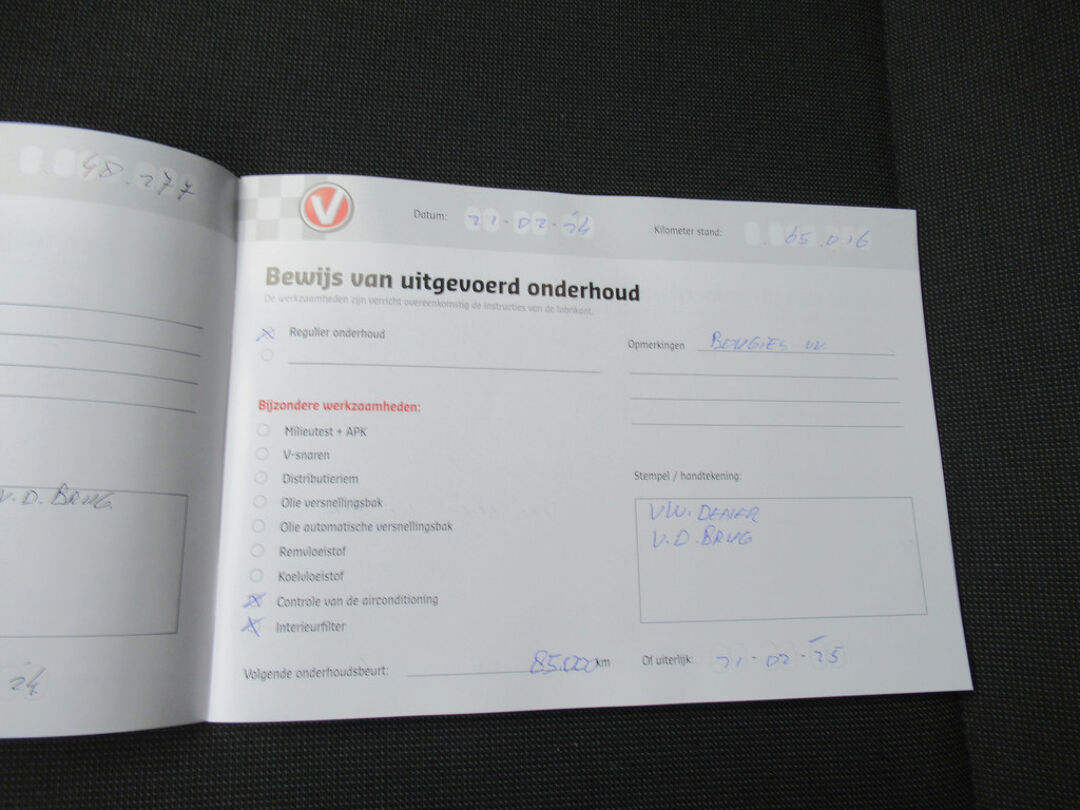 48.277
V.D. BRUG
24
V
Datum: 21-02-24
Kilometer stand: 65.016
Bewijs van uitgevoerd onderhoud
De werkzaamheden zijn verricht overeenkomstig de instructies van de fabrikant.
Regulier onderhoud
Opmerkingen BOUGIES VV.
Bijzondere werkzaamheden:
Milieutest + APK
V-snaren
Distributieriem
Olie versnellingsbak
Olie automatische versnellingsbak
Remvloeistof
Koelvloeistof
Controle van de airconditioning
Interieurfilter
Stempel / handtekening:
VW. DEALER
V.D. BRUG
Volgende onderhoudsbeurt: 85.000 km
Of uiterlijk: 21-02-25